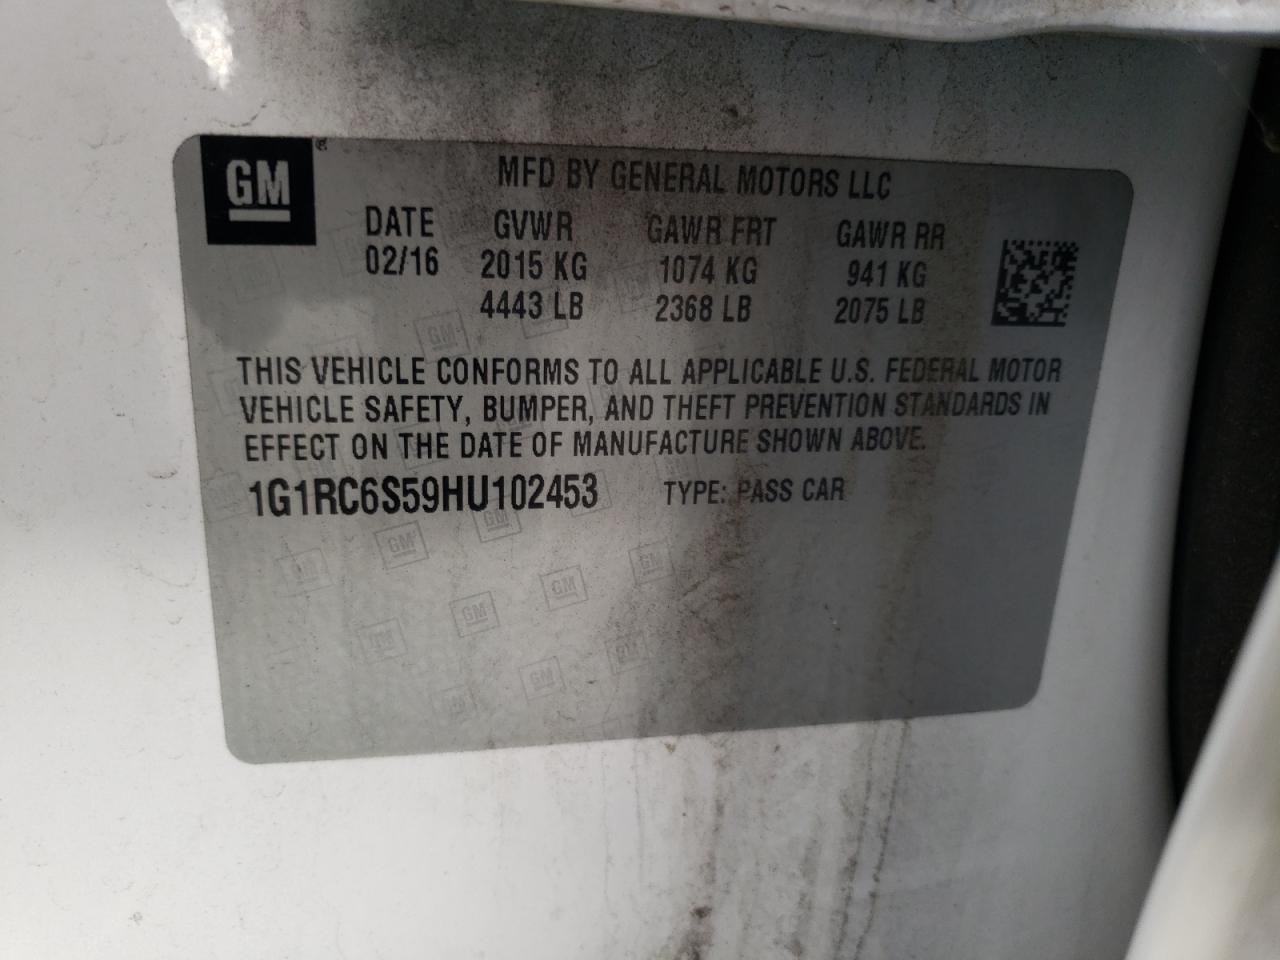 GM®
MFD BY GENERAL MOTORS LLC
DATE GVWR GAWR FRT GAWR RR
02/16 2015 KG 1074 KG 941 KG
4443 LB 2368 LB 2075 LB
THIS VEHICLE CONFORMS TO ALL APPLICABLE U.S. FEDERAL MOTOR
VEHICLE SAFETY, BUMPER, AND THEFT PREVENTION STANDARDS IN
EFFECT ON THE DATE OF MANUFACTURE SHOWN ABOVE.
1G1RC6S59HU102453 TYPE: PASS CAR